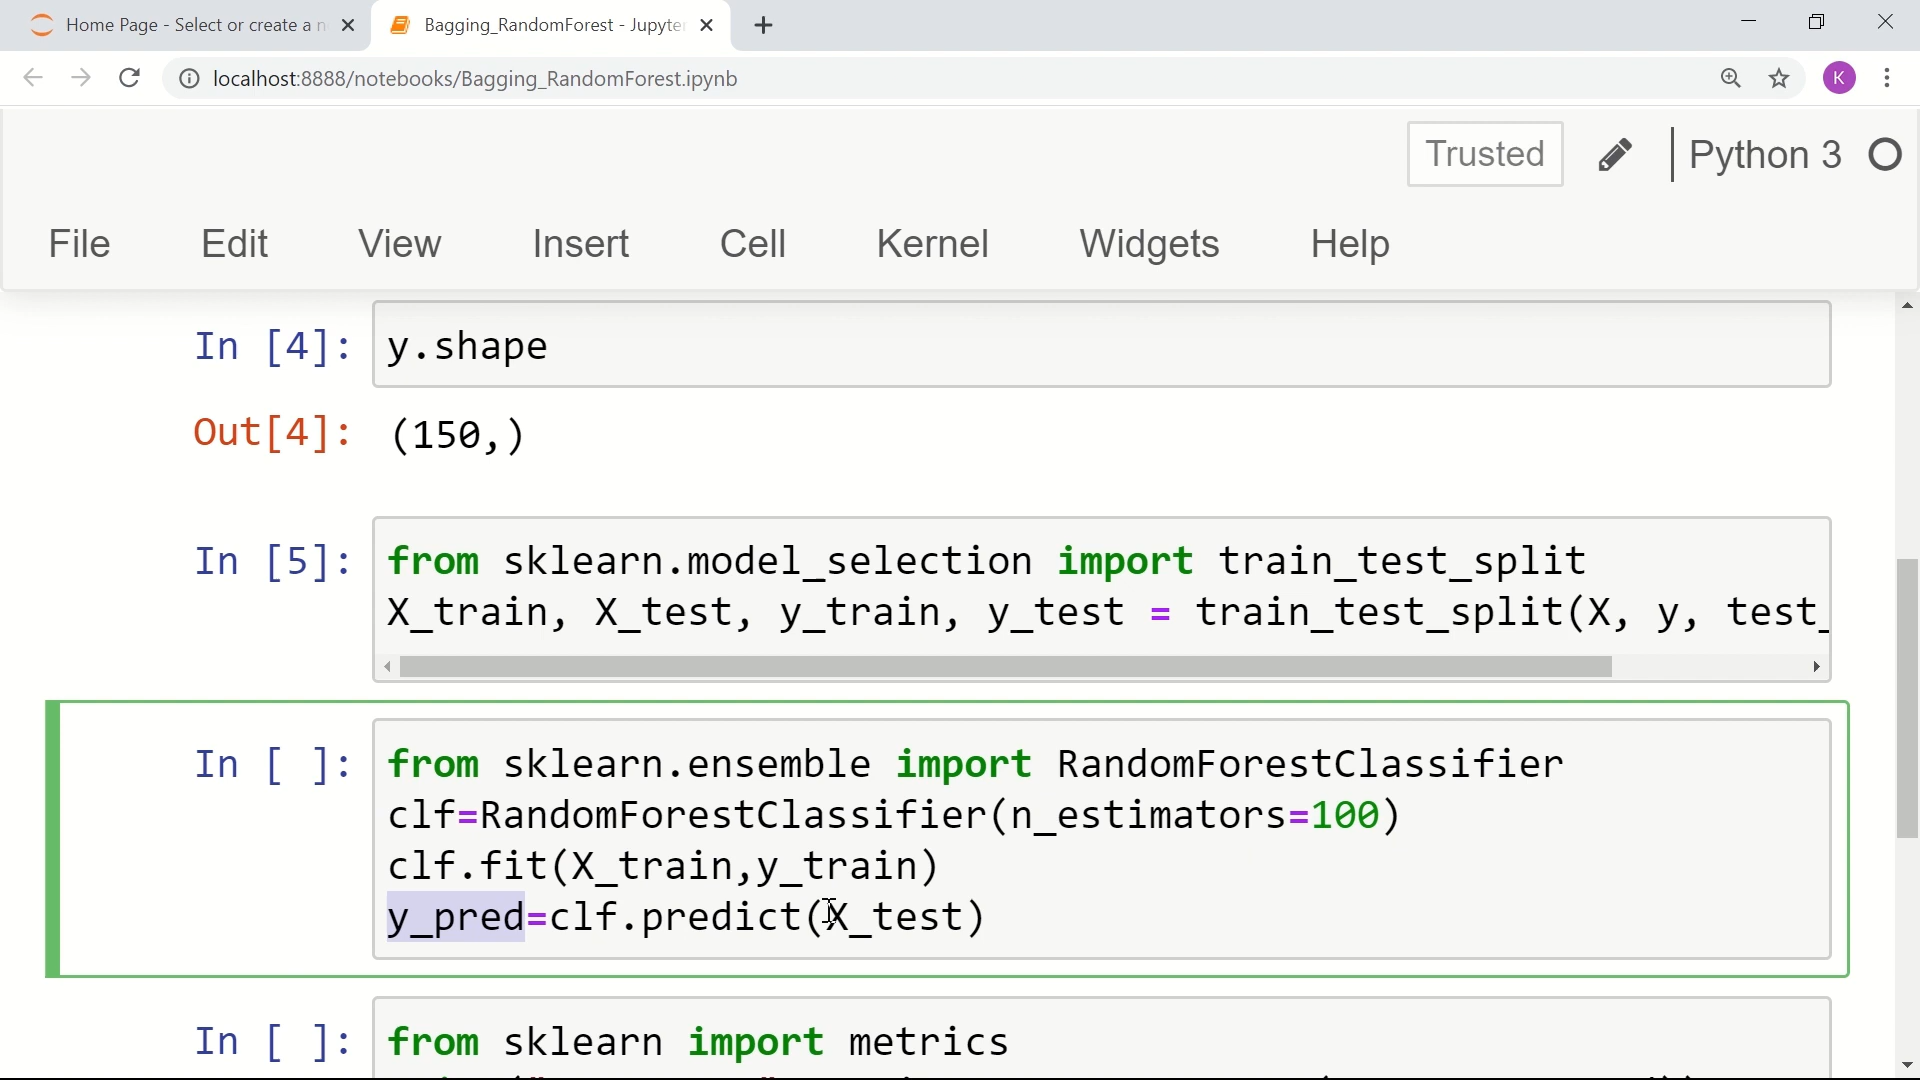 Home Page - Select or create a n
Bagging_RandomForest - Jupyter
localhost:8888/notebooks/Bagging_RandomForest.ipynb
K
Trusted
Python 3
File Edit View Insert Cell Kernel Widgets Help
In [4]: y.shape
Out[4]: (150,)
In [5]: from sklearn.model_selection import train_test_split
X_train, X_test, y_train, y_test = train_test_split(X, y, test_
In [ ]: from sklearn.ensemble import RandomForestClassifier
clf=RandomForestClassifier(n_estimators=100)
clf.fit(X_train,y_train)
y_pred=clf.predict(X_test)
In [ ]: from sklearn import metrics